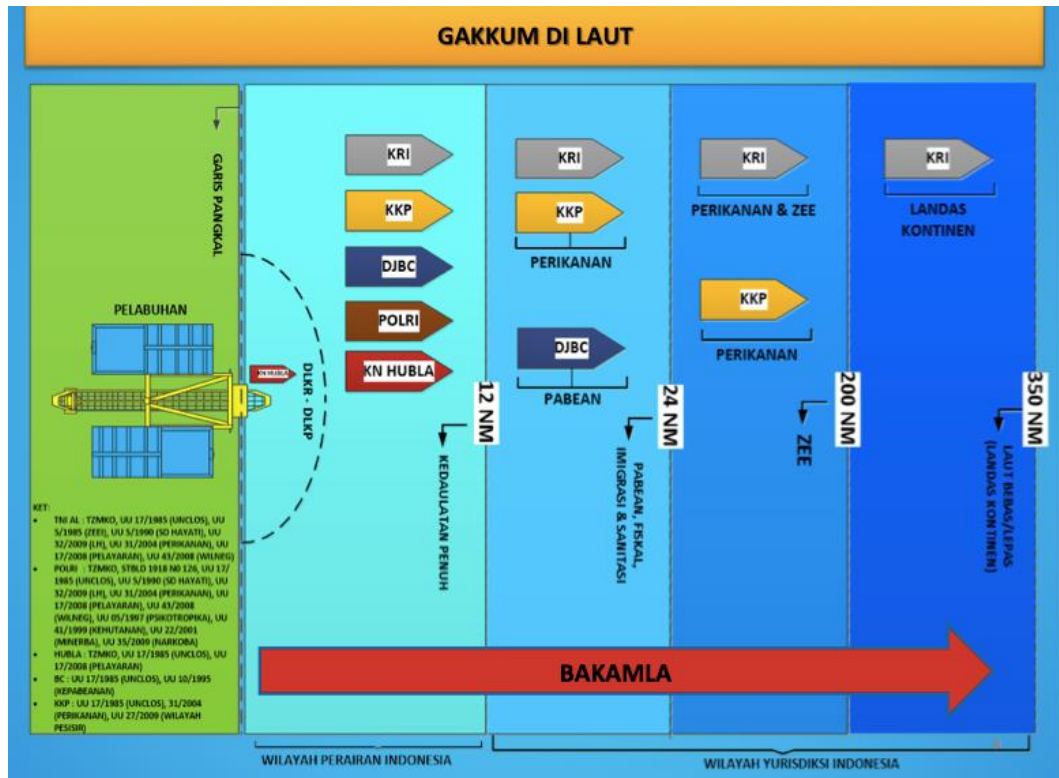 GAKKUM DI LAUT
GARIS PANGKAL
PELABUHAN
KN HUBLA
DLKR - DLKP
KET:
• TNI AL : TZMKO, UU 17/1985 (UNCLOS), UU
5/1985 (ZEEI), UU 5/1990 (SD HAYATI), UU
32/2009 (LH), UU 31/2004 (PERIKANAN), UU
17/2008 (PELAYARAN), UU 43/2008 (WILNEG)
• POLRI : TZMKO, STBLD 1918 N0 126, UU 17/
1985 (UNCLOS), UU 5/1990 (SD HAYATI), UU
32/2009 (LH), UU 31/2004 (PERIKANAN), UU
17/2008 (PELAYARAN), UU 43/2008
(WILNEG), UU 05/1997 (PSIKOTROPIKA), UU
41/1999 (KEHUTANAN), UU 22/2001
(MINERBA), UU 35/2009 (NARKOBA)
• HUBLA : TZMKO, UU 17/1985 (UNCLOS), UU
17/2008 (PELAYARAN)
• BC : UU 17/1985 (UNCLOS), UU 10/1995
(KEPABEANAN)
• KKP : UU 17/1985 (UNCLOS), 31/2004
(PERIKANAN), UU 27/2009 (WILAYAH
PESISIR)
KRI
KKP
DJBC
POLRI
KN HUBLA
12 NM
KEDAULATAN PENUH
KRI
KKP
PERIKANAN
DJBC
PABEAN
24 NM
PABEAN, FISKAL,
IMIGRASI & SANITASI
KRI
PERIKANAN & ZEE
KKP
PERIKANAN
200 NM
ZEE
KRI
LANDAS
KONTINEN
350 NM
LAUT BEBAS/LEPAS
(LANDAS KONTINEN)
BAKAMLA
WILAYAH PERAIRAN INDONESIA
WILAYAH YURISDIKSI INDONESIA